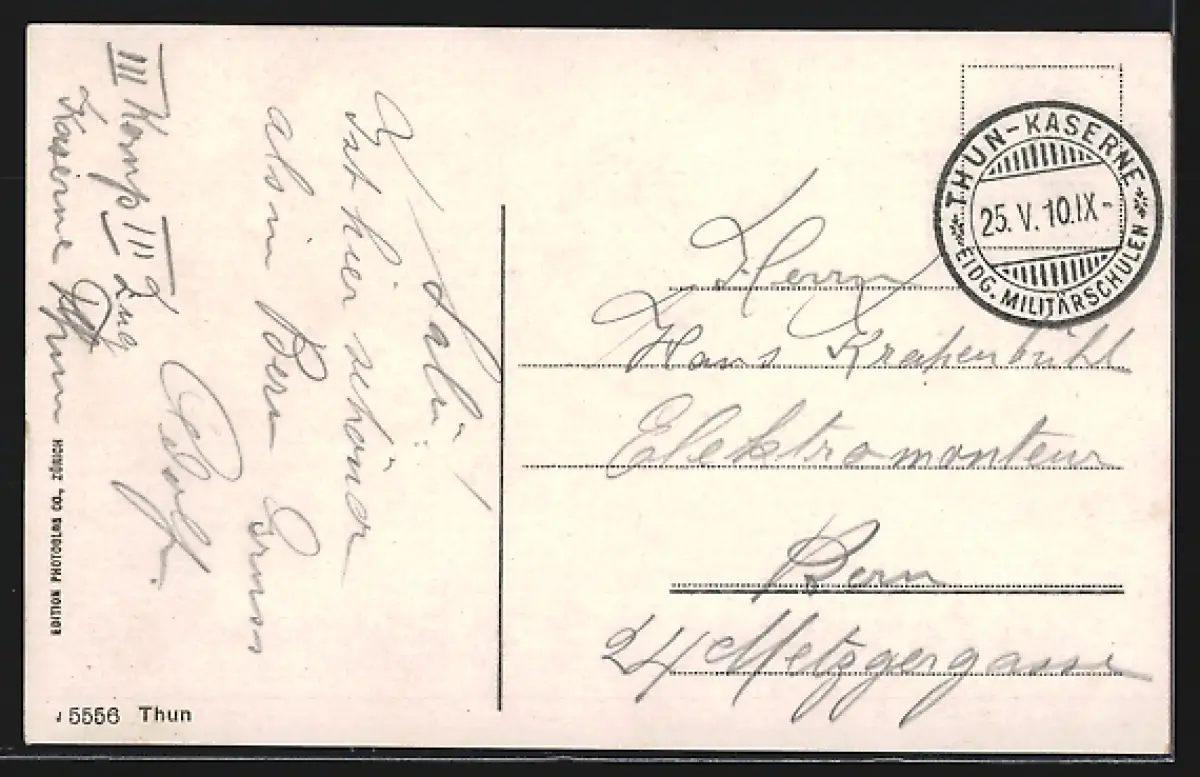 Salü!
Ist hier schöner
als in Bern Gruss
Adolf.
III Komp III Zug
Kaserne Thun
THUN-KASERNE
25. V. 10. IX-
EIDG. MILITÄRSCHULEN
Herrn
Hans Krähenbühl
Elektromonteur
Bern
24 Metzgergasse
EDITION PHOTOGLOB CO., ZÜRICH
J 5556 Thun